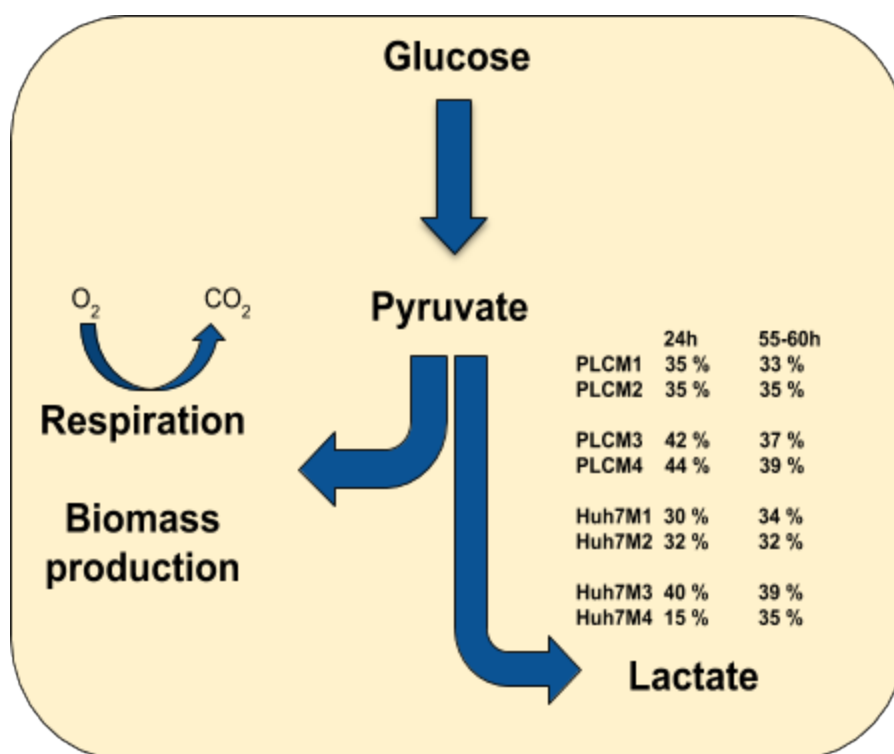 Glucose
Pyruvate
O₂ CO₂
Respiration
Biomass
production
24h 55-60h
PLCM1 35 % 33 %
PLCM2 35 % 35 %
PLCM3 42 % 37 %
PLCM4 44 % 39 %
Huh7M1 30 % 34 %
Huh7M2 32 % 32 %
Huh7M3 40 % 39 %
Huh7M4 15 % 35 %
Lactate